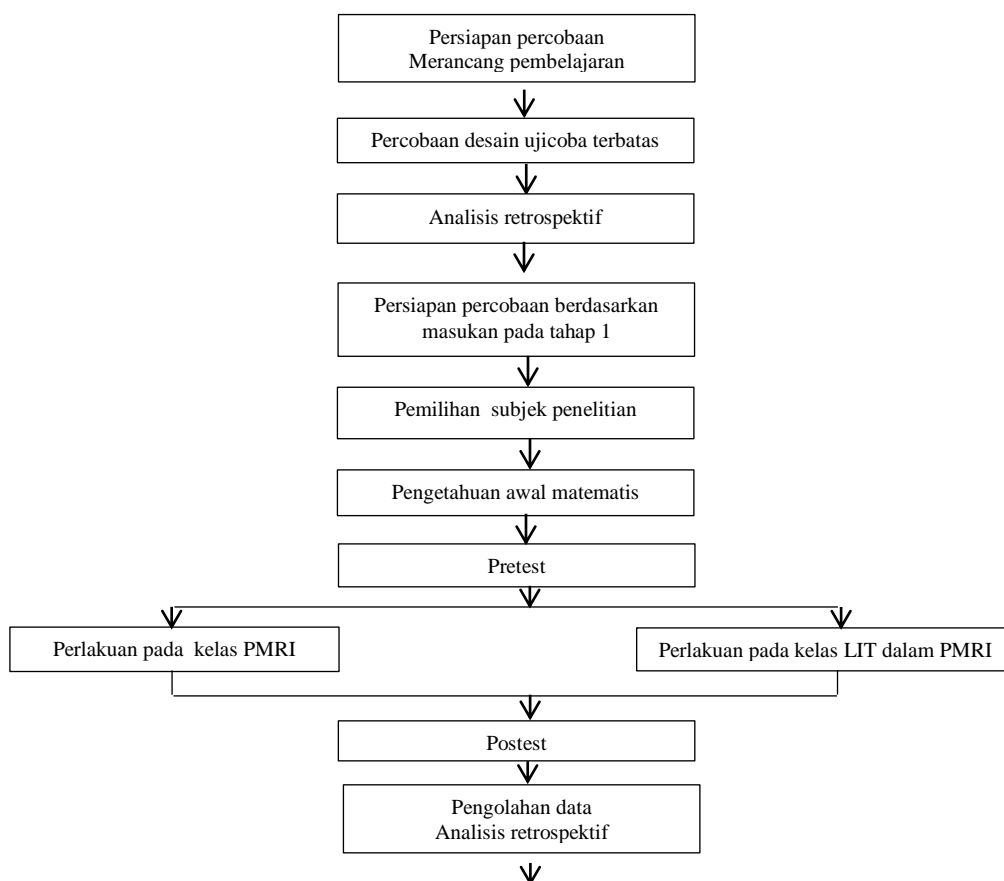 Persiapan percobaan
Merancang pembelajaran
Percobaan desain ujicoba terbatas
Analisis retrospektif
Persiapan percobaan berdasarkan
masukan pada tahap 1
Pemilihan  subjek penelitian
Pengetahuan awal matematis
Pretest
Perlakuan pada  kelas PMRI
Perlakuan pada kelas LIT dalam PMRI
Postest
Pengolahan data
Analisis retrospektif